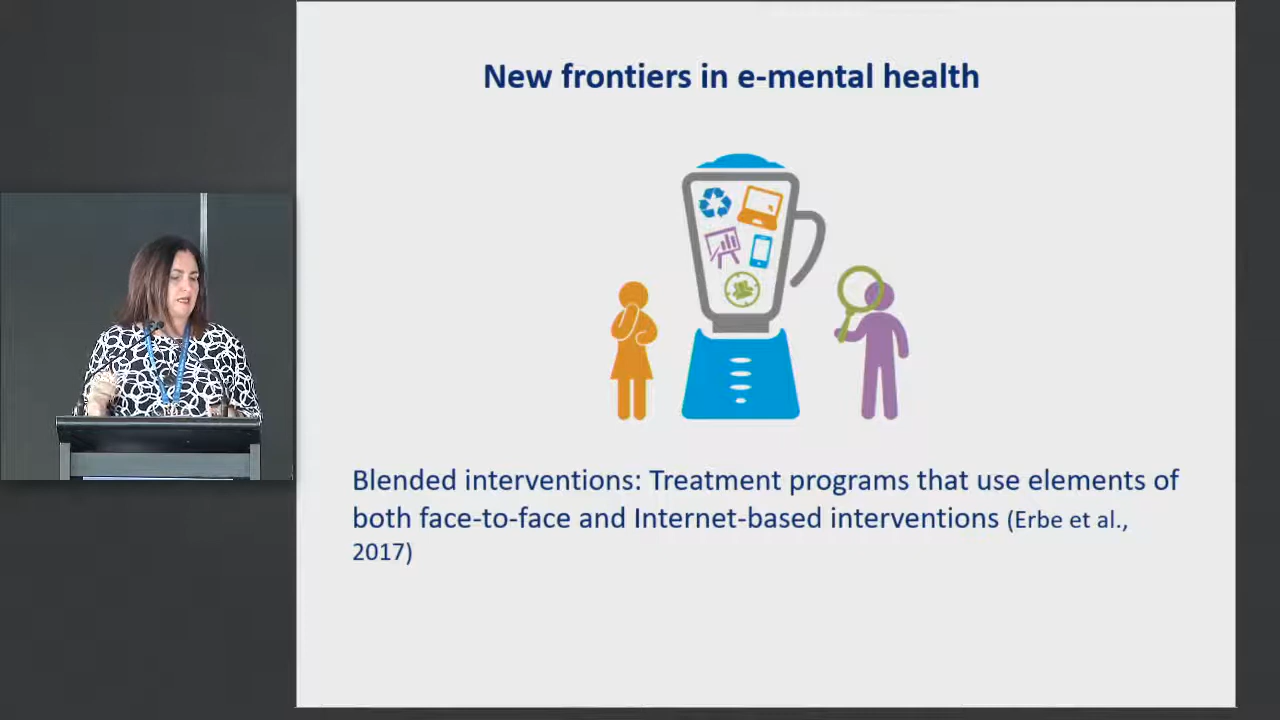 New frontiers in e-mental health
Blended interventions: Treatment programs that use elements of
both face-to-face and Internet-based interventions (Erbe et al.,
2017)